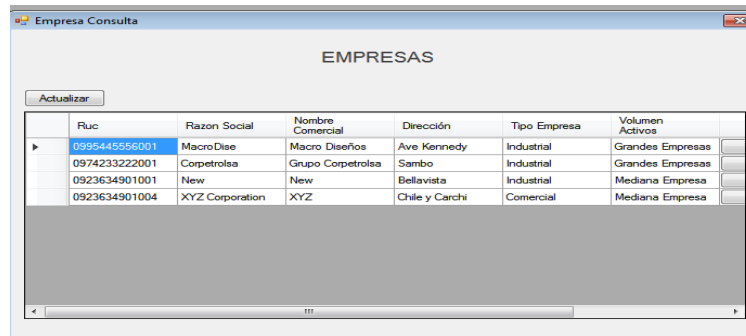 Empresa Consulta
EMPRESAS
Actualizar
Ruc Razon Social Nombre Comercial Dirección Tipo Empresa Volumen Activos
0995445556001 MacroDise Macro Diseños Ave Kennedy Industrial Grandes Empresas
0974233222001 Corpetrolsa Grupo Corpetrolsa Sambo Industrial Grandes Empresas
0923634901001 New New Bellavista Industrial Mediana Empresa
0923634901004 XYZ Corporation XYZ Chile y Carchi Comercial Mediana Empresa